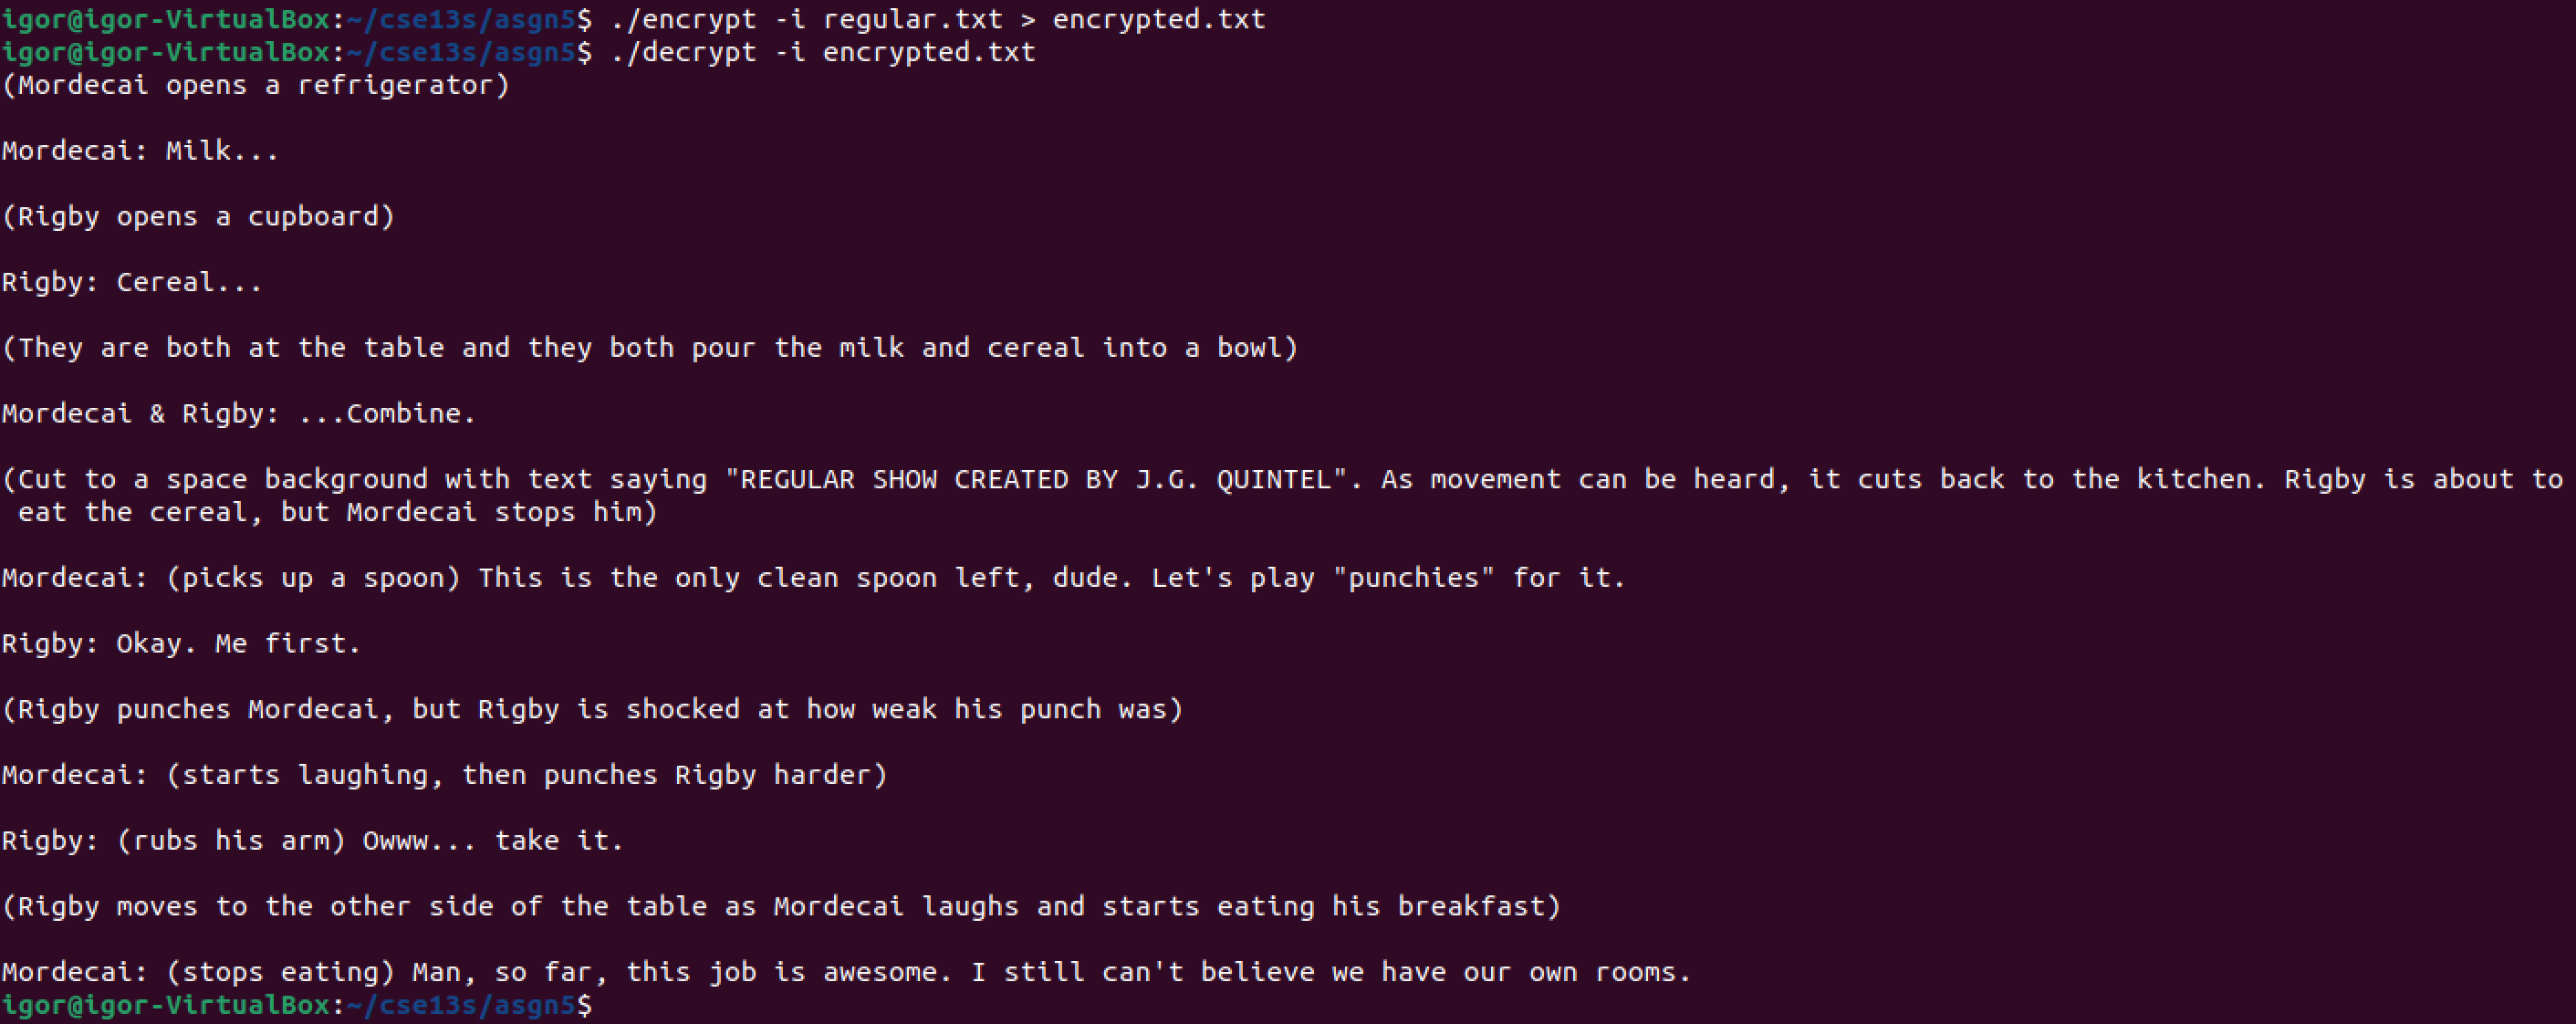 igor@igor-VirtualBox:~/cse13s/asgn5$ ./encrypt -i regular.txt > encrypted.txt
igor@igor-VirtualBox:~/cse13s/asgn5$ ./decrypt -i encrypted.txt
(Mordecai opens a refrigerator)
Mordecai: Milk...
(Rigby opens a cupboard)
Rigby: Cereal...
(They are both at the table and they both pour the milk and cereal into a bowl)
Mordecai & Rigby: ...Combine.
(Cut to a space background with text saying "REGULAR SHOW CREATED BY J.G. QUINTEL". As movement can be heard, it cuts back to the kitchen. Rigby is about to
 eat the cereal, but Mordecai stops him)
Mordecai: (picks up a spoon) This is the only clean spoon left, dude. Let's play "punchies" for it.
Rigby: Okay. Me first.
(Rigby punches Mordecai, but Rigby is shocked at how weak his punch was)
Mordecai: (starts laughing, then punches Rigby harder)
Rigby: (rubs his arm) Owww... take it.
(Rigby moves to the other side of the table as Mordecai laughs and starts eating his breakfast)
Mordecai: (stops eating) Man, so far, this job is awesome. I still can't believe we have our own rooms.
igor@igor-VirtualBox:~/cse13s/asgn5$